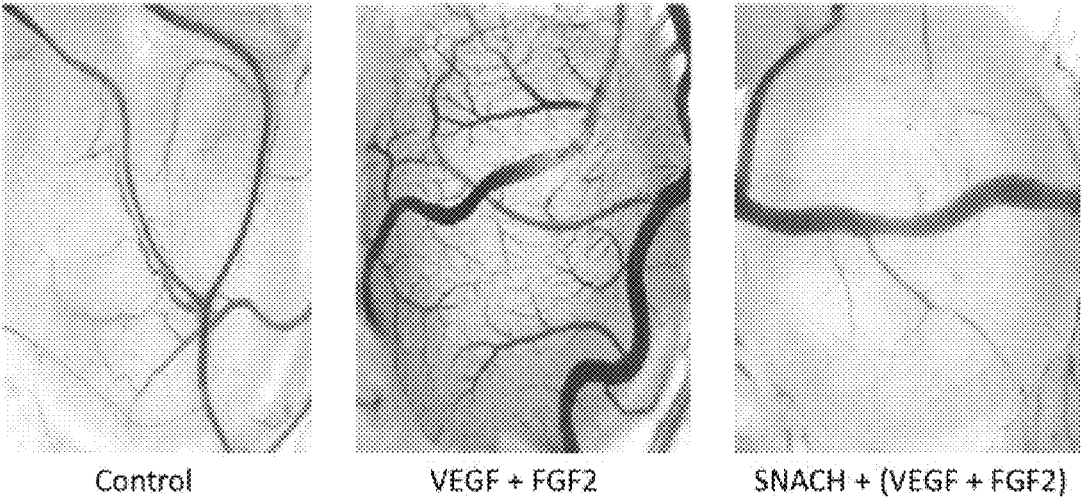 Control
VEGF + FGF2
SNACH + (VEGF + FGF2)